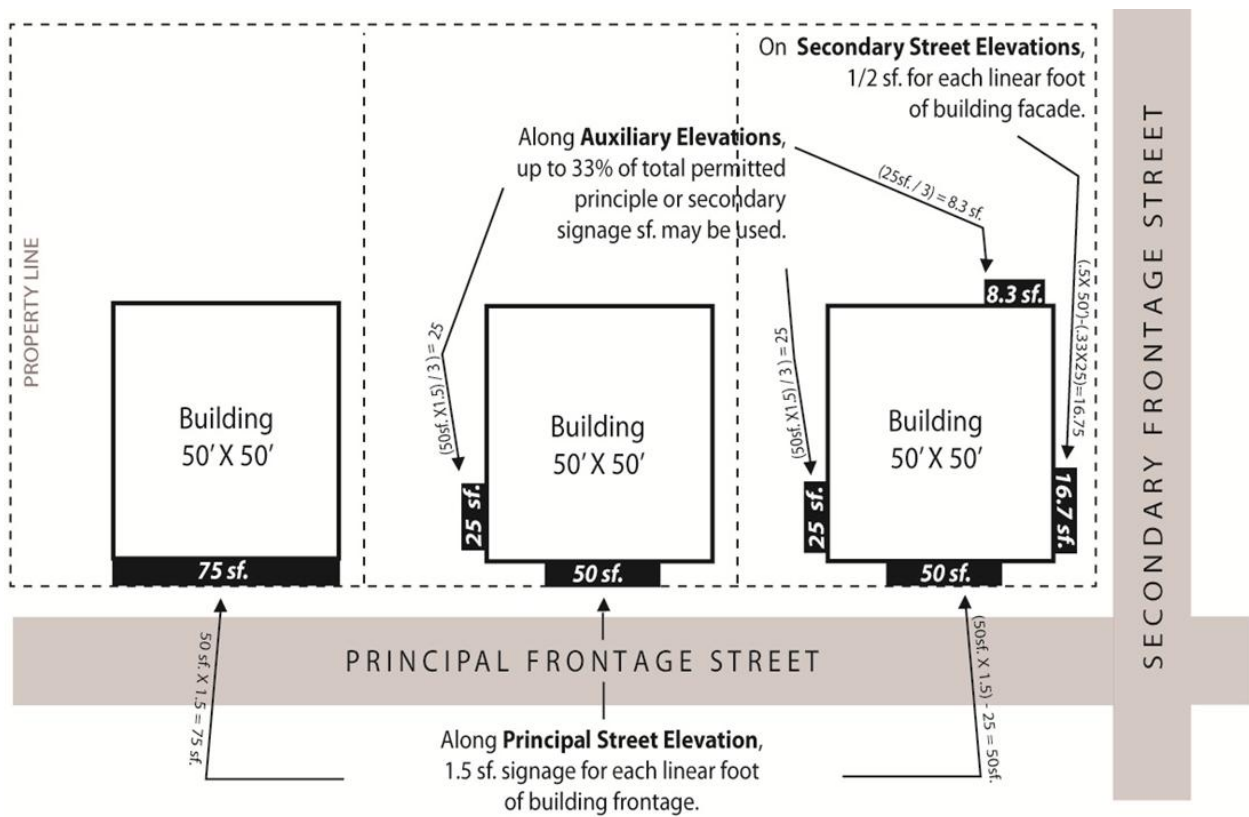 On Secondary Street Elevations,
1/2 sf. for each linear foot
of building facade.
Along Auxiliary Elevations,
up to 33% of total permitted
principle or secondary
signage sf. may be used.
(25sf. / 3) = 8.3 sf.
(.5X 50')-(.33X25)=16.75
(50sf. X1.5) / 3 ) = 25
(50sf. X1.5) / 3 ) = 25
PROPERTY LINE
Building
50' X 50'
75 sf.
Building
50' X 50'
25 sf.
50 sf.
Building
50' X 50'
8.3 sf.
25 sf.
16.7 sf.
50 sf.
SECONDARY FRONTAGE STREET
PRINCIPAL FRONTAGE STREET
50 sf. X 1.5 = 75 sf.
(50sf. X 1.5) - 25 = 50sf.
Along Principal Street Elevation,
1.5 sf. signage for each linear foot
of building frontage.